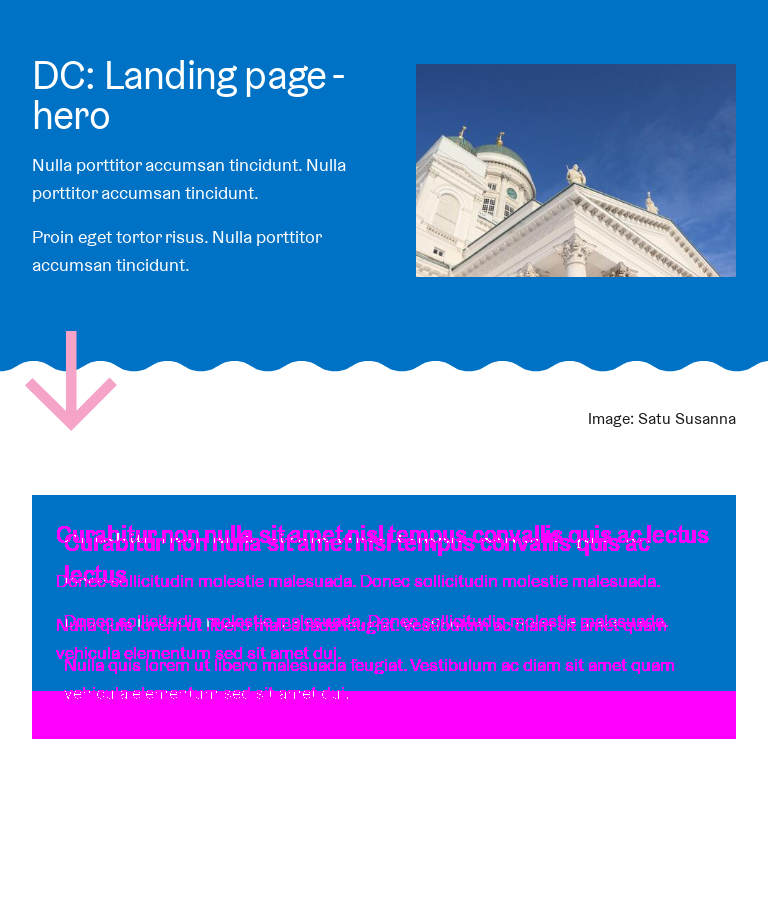 DC: Landing page -
hero
Nulla porttitor accumsan tincidunt. Nulla
porttitor accumsan tincidunt.
Proin eget tortor risus. Nulla porttitor
accumsan tincidunt.
Image: Satu Susanna
Curabitur non nulla sit amet nisl tempus convallis quis ac lectus
Curabitur non nulla sit amet nisl tempus convallis quis ac
lectus
Donec sollicitudin molestie malesuada. Donec sollicitudin molestie malesuada.
Donec sollicitudin molestie malesuada. Donec sollicitudin molestie malesuada.
Nulla quis lorem ut libero malesuada feugiat. Vestibulum ac diam sit amet quam
vehicula elementum sed sit amet dui.
Nulla quis lorem ut libero malesuada feugiat. Vestibulum ac diam sit amet quam
vehicula elementum sed sit amet dui.